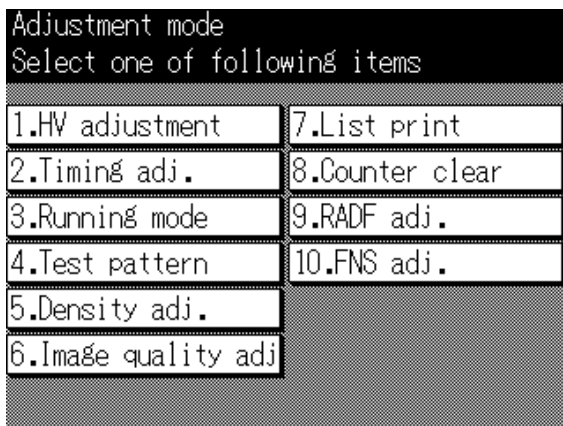 Adjustment mode
Select one of following items
1.HV adjustment
2.Timing adj.
3.Running mode
4.Test pattern
5.Density adj.
6.Image quality adj
7.List print
8.Counter clear
9.RADF adj.
10.FNS adj.